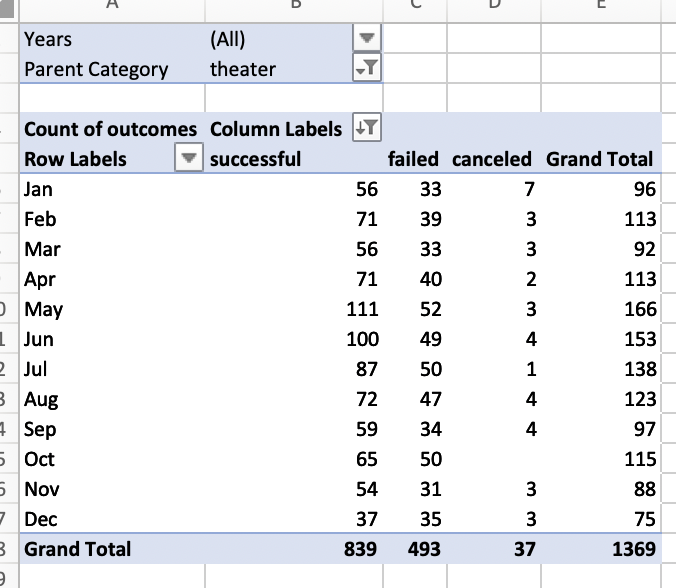 A B C D E
Years (All)
Parent Category theater
Count of outcomes Column Labels
Row Labels successful failed canceled Grand Total
Jan 56 33 7 96
Feb 71 39 3 113
Mar 56 33 3 92
Apr 71 40 2 113
May 111 52 3 166
Jun 100 49 4 153
Jul 87 50 1 138
Aug 72 47 4 123
Sep 59 34 4 97
Oct 65 50 115
Nov 54 31 3 88
Dec 37 35 3 75
Grand Total 839 493 37 1369